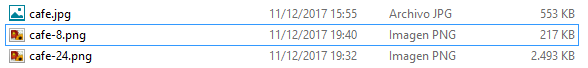 cafe.jpg 11/12/2017 15:55 Archivo JPG 553 KB
cafe-8.png 11/12/2017 19:40 Imagen PNG 217 KB
cafe-24.png 11/12/2017 19:32 Imagen PNG 2.493 KB